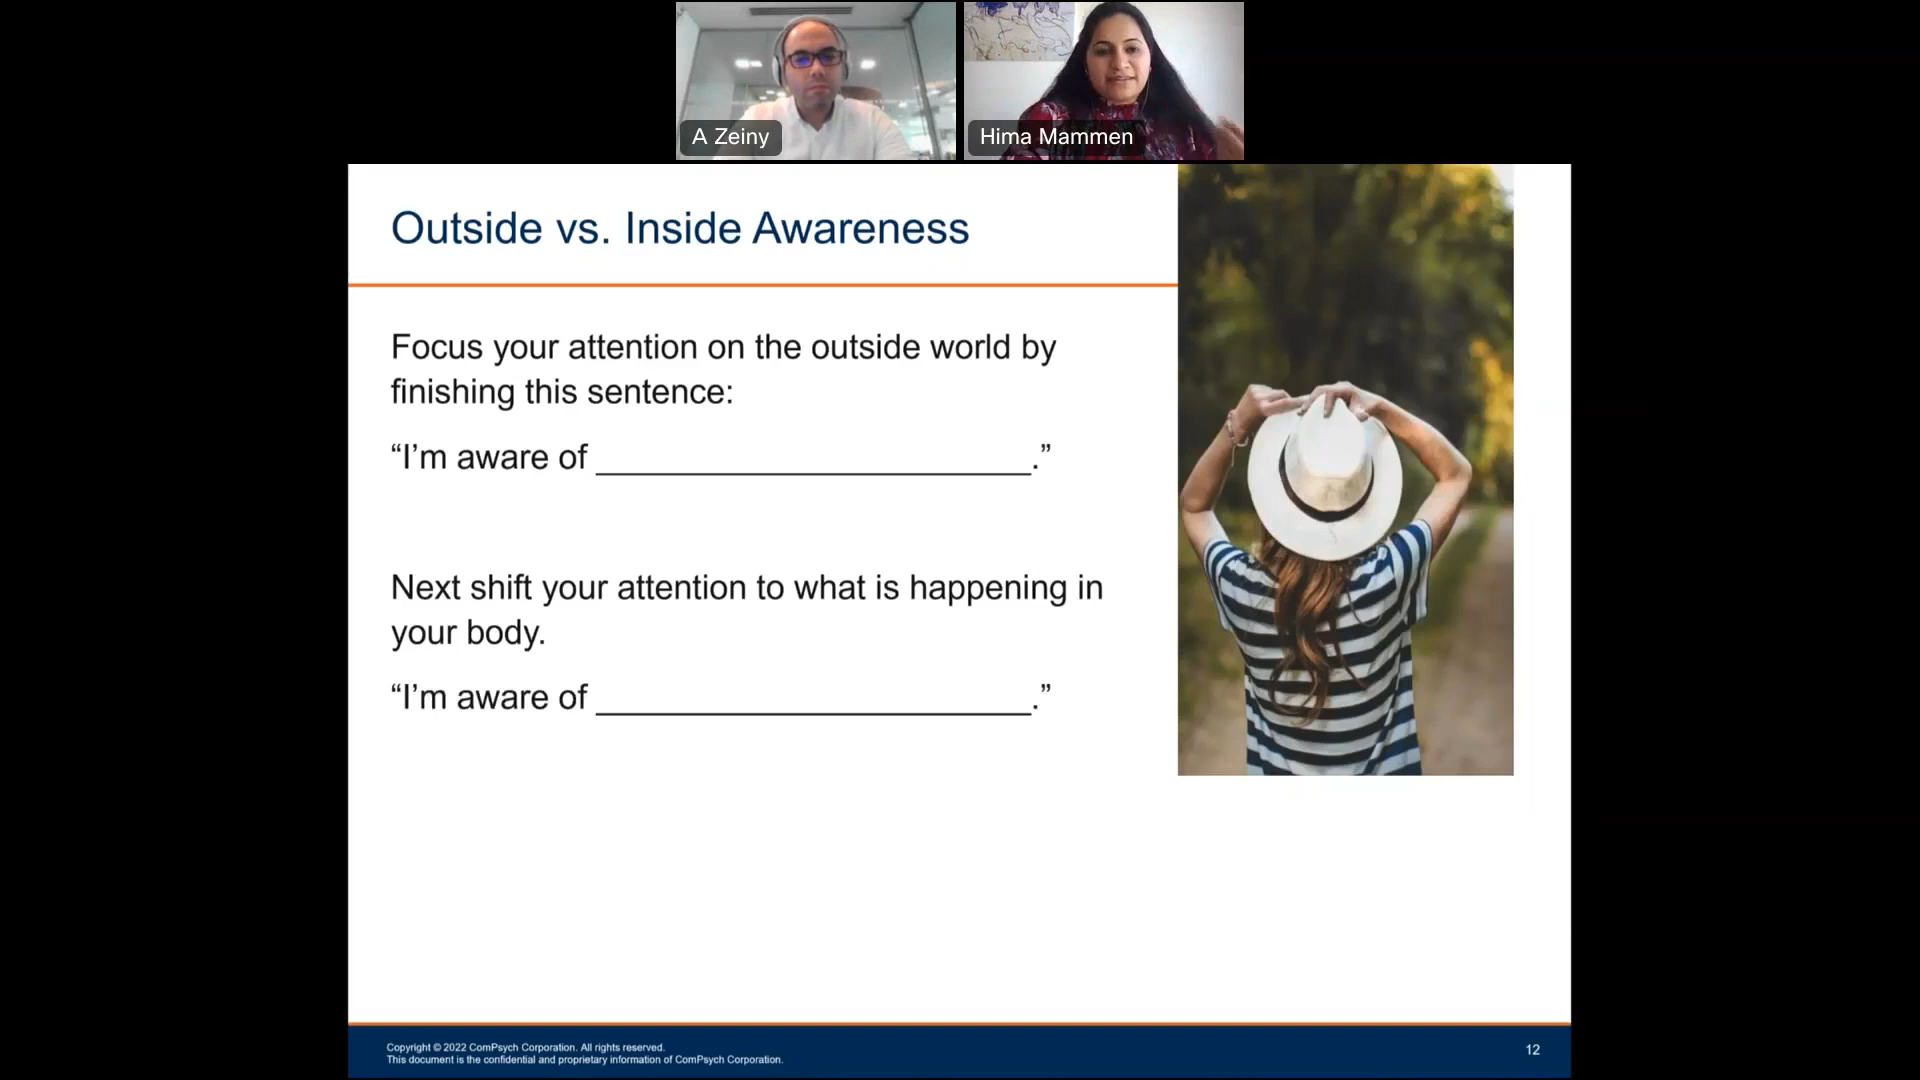 A Zeiny
Hima Mammen
Outside vs. Inside Awareness
Focus your attention on the outside world by
finishing this sentence:
“I’m aware of _______________________.”
Next shift your attention to what is happening in
your body.
“I’m aware of _______________________.”
Copyright © 2022 ComPsych Corporation. All rights reserved.
This document is the confidential and proprietary information of ComPsych Corporation.
12